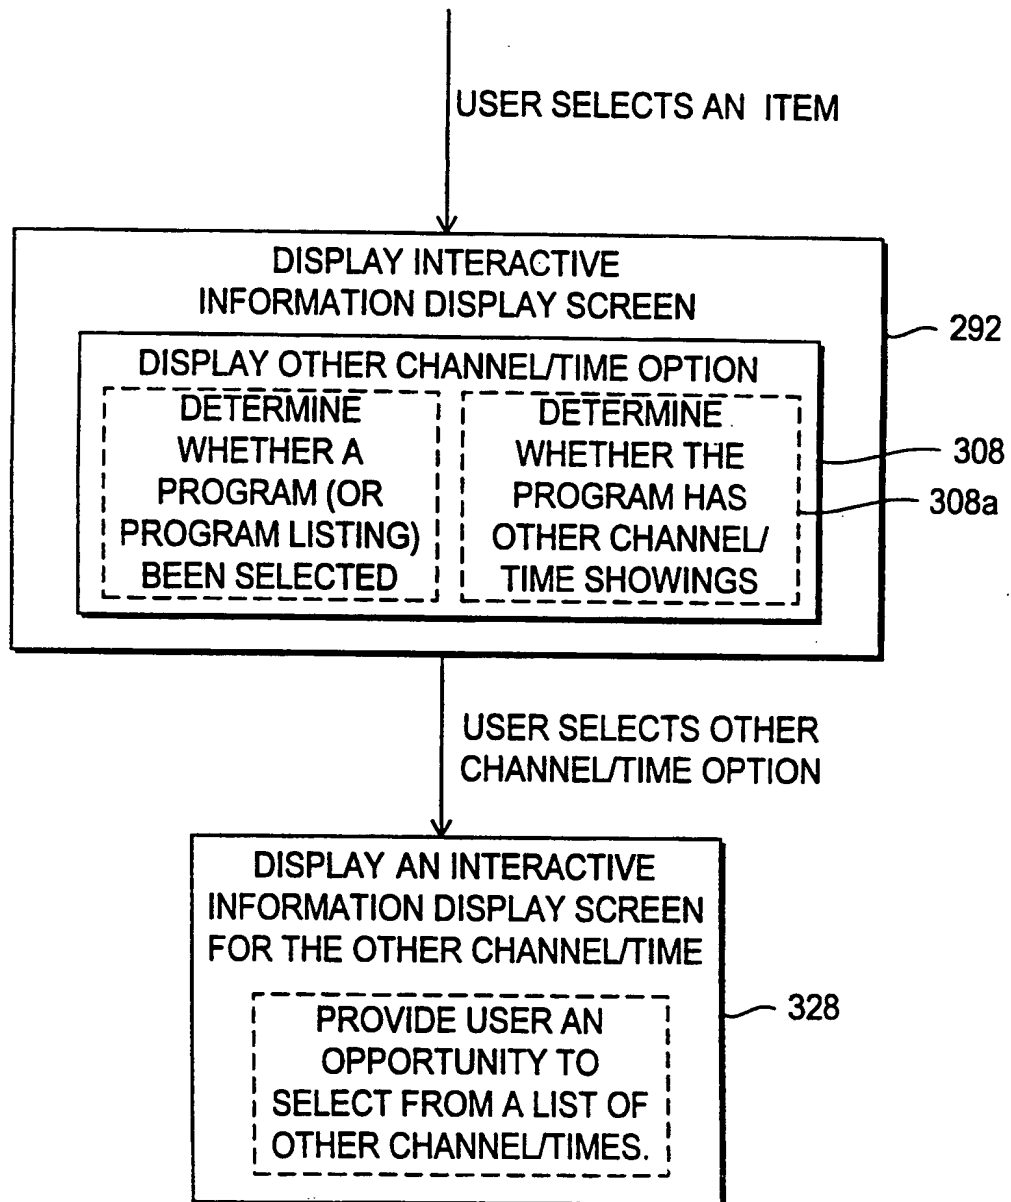 USER SELECTS AN ITEM
DISPLAY INTERACTIVE
INFORMATION DISPLAY SCREEN
292
DISPLAY OTHER CHANNEL/TIME OPTION
DETERMINE
WHETHER A
PROGRAM (OR
PROGRAM LISTING)
BEEN SELECTED
DETERMINE
WHETHER THE
PROGRAM HAS
OTHER CHANNEL/
TIME SHOWINGS
308
308a
USER SELECTS OTHER
CHANNEL/TIME OPTION
DISPLAY AN INTERACTIVE
INFORMATION DISPLAY SCREEN
FOR THE OTHER CHANNEL/TIME
328
PROVIDE USER AN
OPPORTUNITY TO
SELECT FROM A LIST OF
OTHER CHANNEL/TIMES.